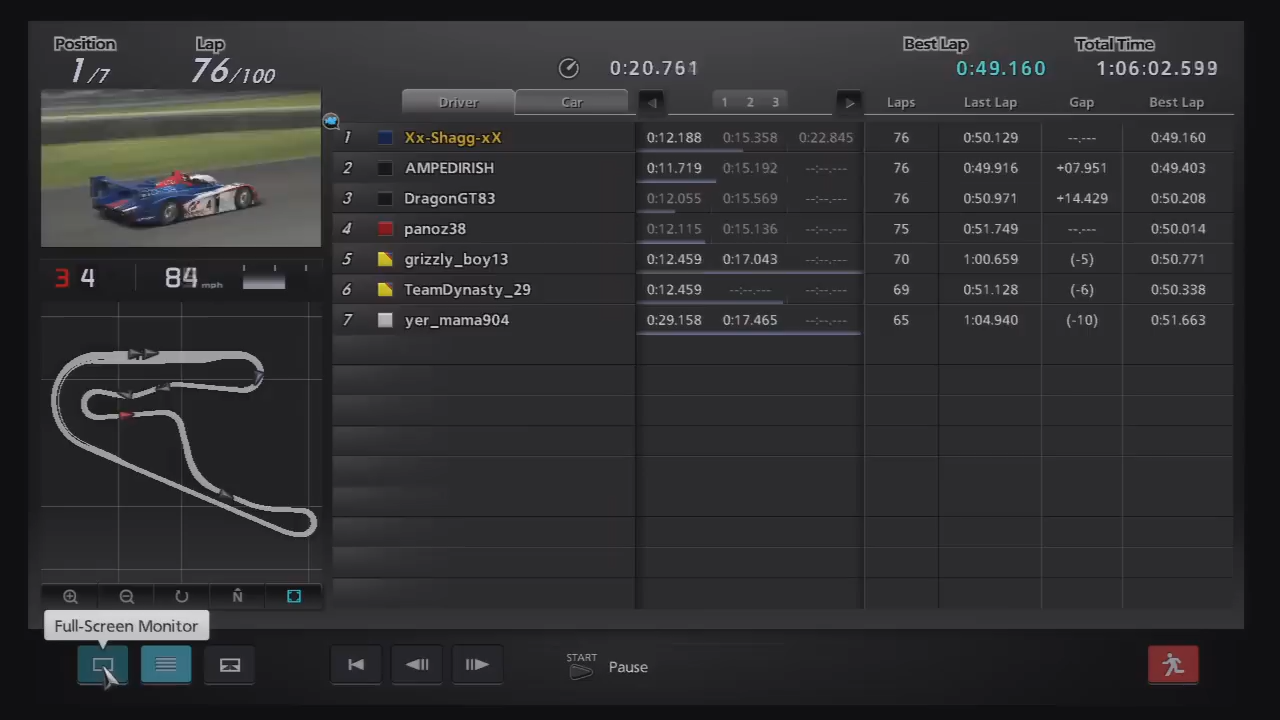 Position Lap Best Lap Total Time
1/7 76/100 0:20.761 0:49.160 1:06:02.599
Driver Car 1 2 3 Laps Last Lap Gap Best Lap
1 Xx-Shagg-xX 0:12.188 0:15.358 0:22.845 76 0:50.129 --.--- 0:49.160
2 AMPEDIRISH 0:11.719 0:15.192 --:--.--- 76 0:49.916 +07.951 0:49.403
3 DragonGT83 0:12.055 0:15.569 --:--.--- 76 0:50.971 +14.429 0:50.208
4 panoz38 0:12.115 0:15.136 --:--.--- 75 0:51.749 --.--- 0:50.014
5 grizzly_boy13 0:12.459 0:17.043 --:--.--- 70 1:00.659 (-5) 0:50.771
6 TeamDynasty_29 0:12.459 --:--.--- --:--.--- 69 0:51.128 (-6) 0:50.338
7 yer_mama904 0:29.158 0:17.465 --:--.--- 65 1:04.940 (-10) 0:51.663
3 4 84 mph
N
Full-Screen Monitor
START Pause